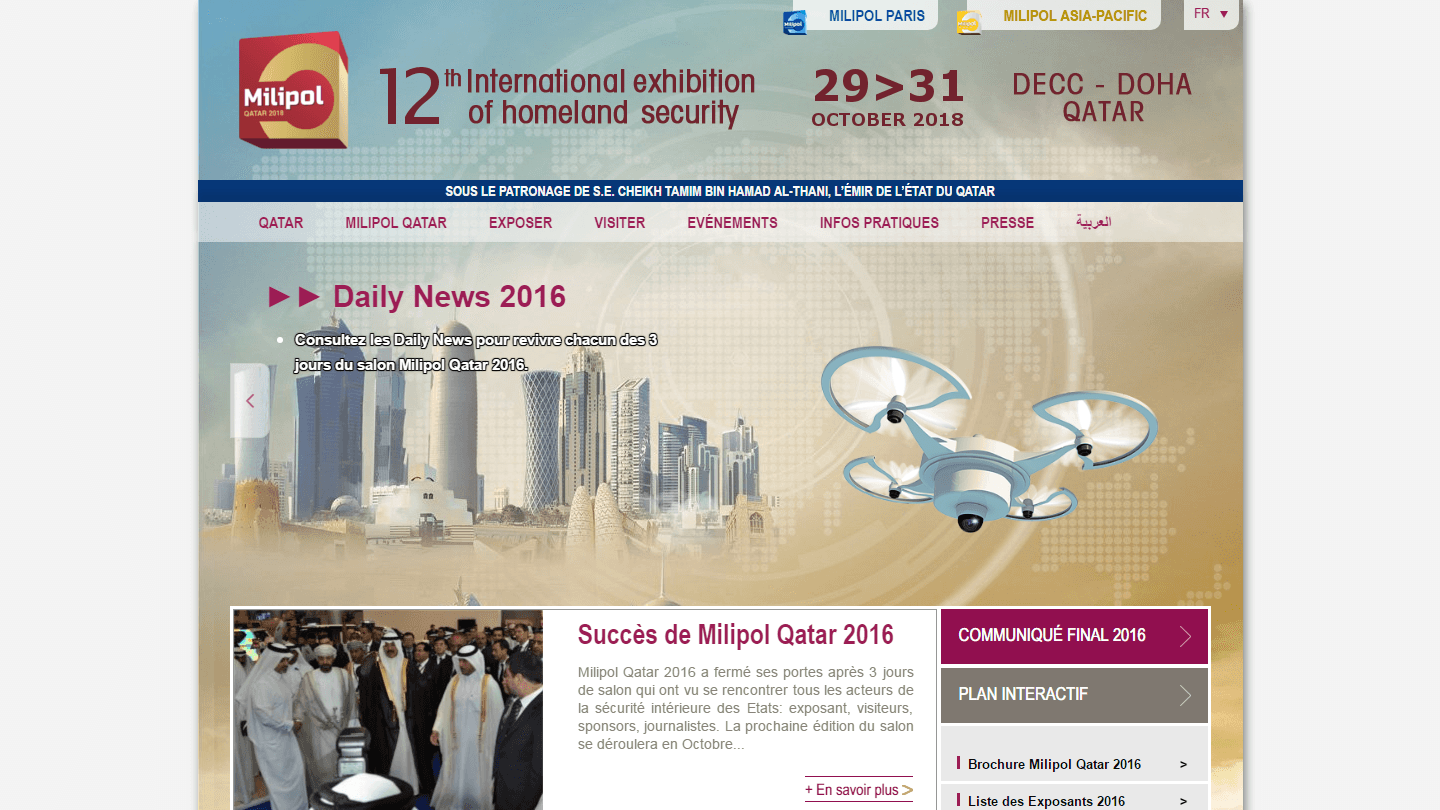 MILIPOL PARIS
MILIPOL ASIA-PACIFIC
FR ▼
Milipol
QATAR 2018
12th International exhibition
of homeland security
29>31
OCTOBER 2018
DECC - DOHA
QATAR
SOUS LE PATRONAGE DE S.E. CHEIKH TAMIM BIN HAMAD AL-THANI, L'ÉMIR DE L'ÉTAT DU QATAR
QATAR MILIPOL QATAR EXPOSER VISITER EVÉNEMENTS INFOS PRATIQUES PRESSE العربية
►► Daily News 2016
• Consultez les Daily News pour revivre chacun des 3
jours du salon Milipol Qatar 2016.
Succès de Milipol Qatar 2016
Milipol Qatar 2016 a fermé ses portes après 3 jours
de salon qui ont vu se rencontrer tous les acteurs de
la sécurité intérieure des Etats: exposant, visiteurs,
sponsors, journalistes. La prochaine édition du salon
se déroulera en Octobre...
+ En savoir plus >
COMMUNIQUÉ FINAL 2016
PLAN INTERACTIF
Brochure Milipol Qatar 2016 >
Liste des Exposants 2016 >